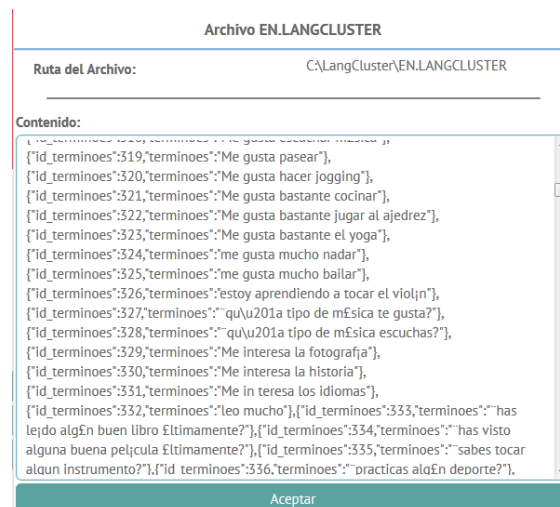 Archivo EN.LANGCLUSTER
Ruta del Archivo: C:\LangCluster\EN.LANGCLUSTER
Contenido:
{"id_terminoes":318,"terminoes":"Me gusta escuchar m£sica"},
{"id_terminoes":319,"terminoes":"Me gusta pasear"},
{"id_terminoes":320,"terminoes":"Me gusta hacer jogging"},
{"id_terminoes":321,"terminoes":"Me gusta bastante cocinar"},
{"id_terminoes":322,"terminoes":"Me gusta bastante jugar al ajedrez"},
{"id_terminoes":323,"terminoes":"Me gusta bastante el yoga"},
{"id_terminoes":324,"terminoes":"me gusta mucho nadar"},
{"id_terminoes":325,"terminoes":"me gusta mucho bailar"},
{"id_terminoes":326,"terminoes":"estoy aprendiendo a tocar el viol¡n"},
{"id_terminoes":327,"terminoes":"¨qu\u201a tipo de m£sica te gusta?"},
{"id_terminoes":328,"terminoes":"¨qu\u201a tipo de m£sica escuchas?"},
{"id_terminoes":329,"terminoes":"Me interesa la fotograf¡a"},
{"id_terminoes":330,"terminoes":"Me interesa la historia"},
{"id_terminoes":331,"terminoes":"Me in teresa los idiomas"},
{"id_terminoes":332,"terminoes":"leo mucho"},{"id_terminoes":333,"terminoes":"¨has
le¡do alg£n buen libro £ltimamente?"},{"id_terminoes":334,"terminoes":"¨has visto
alguna buena pel¡cula £ltimamente?"},{"id_terminoes":335,"terminoes":"¨sabes tocar
algun instrumento?"},{"id_terminoes":336,"terminoes":"¨practicas alg£n deporte?"},
Aceptar